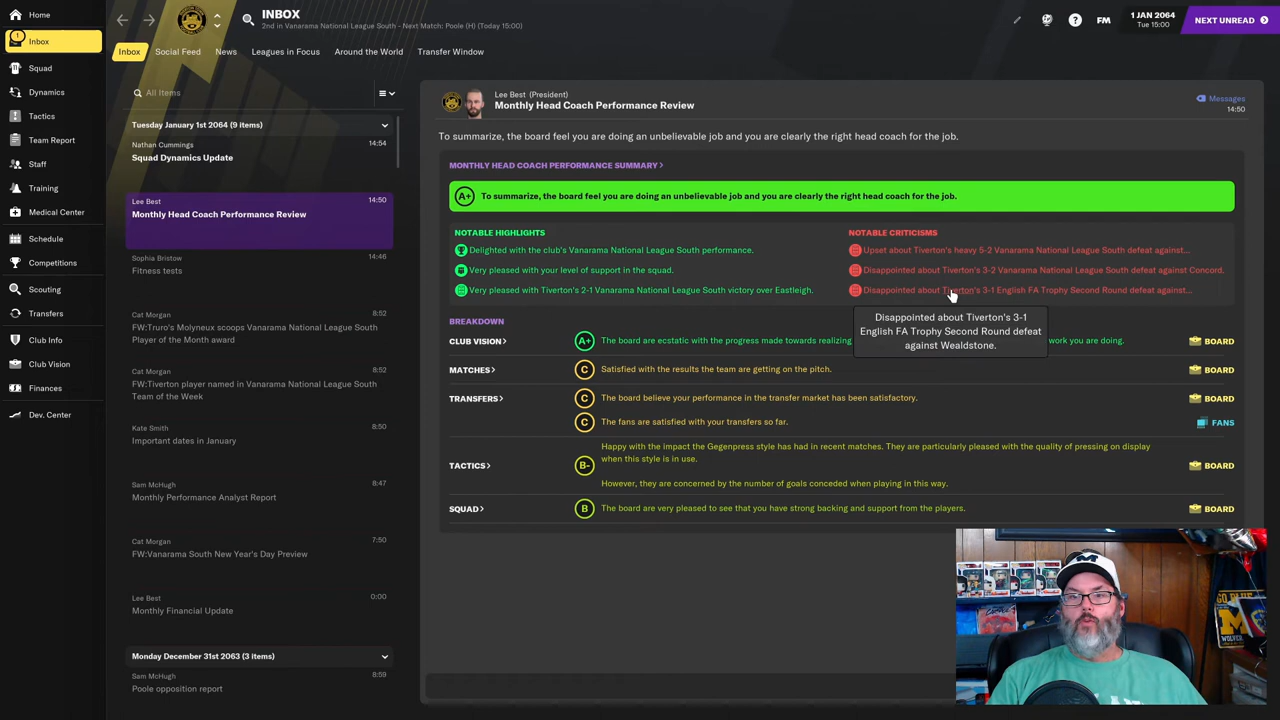 Home
Inbox
Squad
Dynamics
Tactics
Team Report
Staff
Training
Medical Center
Schedule
Competitions
Scouting
Transfers
Club Info
Club Vision
Finances
Dev. Center
INBOX
2nd in Vanarama National League South - Next Match: Poole (H) (Today 15:00)
FM
1 JAN 2064
Tue 15:00
NEXT UNREAD
Inbox
Social Feed
News
Leagues in Focus
Around the World
Transfer Window
All Items
Tuesday January 1st 2064 (9 items)
Nathan Cummings
14:54
Squad Dynamics Update
Lee Best
14:50
Monthly Head Coach Performance Review
Sophia Bristow
14:46
Fitness tests
Cat Morgan
8:52
FW:Truro's Molyneux scoops Vanarama National League South
Player of the Month award
Cat Morgan
8:52
FW:Tiverton player named in Vanarama National League South
Team of the Week
Kate Smith
8:50
Important dates in January
Sam McHugh
8:47
Monthly Performance Analyst Report
Cat Morgan
7:50
FW:Vanarama South New Year's Day Preview
Lee Best
0:00
Monthly Financial Update
Monday December 31st 2063 (3 items)
Sam McHugh
8:59
Poole opposition report
Lee Best (President)
Monthly Head Coach Performance Review
Messages
14:50
To summarize, the board feel you are doing an unbelievable job and you are clearly the right head coach for the job.
MONTHLY HEAD COACH PERFORMANCE SUMMARY
A+
To summarize, the board feel you are doing an unbelievable job and you are clearly the right head coach for the job.
NOTABLE HIGHLIGHTS
Delighted with the club's Vanarama National League South performance.
Very pleased with your level of support in the squad.
Very pleased with Tiverton's 2-1 Vanarama National League South victory over Eastleigh.
NOTABLE CRITICISMS
Upset about Tiverton's heavy 5-2 Vanarama National League South defeat against...
Disappointed about Tiverton's 3-2 Vanarama National League South defeat against Concord.
Disappointed about Tiverton's 3-1 English FA Trophy Second Round defeat against...
Disappointed about Tiverton's 3-1
English FA Trophy Second Round defeat
against Wealdstone.
BREAKDOWN
CLUB VISION
A+
The board are ecstatic with the progress made towards realizing
work you are doing.
BOARD
MATCHES
C
Satisfied with the results the team are getting on the pitch.
BOARD
TRANSFERS
C
The board believe your performance in the transfer market has been satisfactory.
BOARD
C
The fans are satisfied with your transfers so far.
FANS
TACTICS
B-
Happy with the impact the Gegenpress style has had in recent matches. They are particularly pleased with the quality of pressing on display
when this style is in use.
However, they are concerned by the number of goals conceded when playing in this way.
BOARD
SQUAD
B
The board are very pleased to see that you have strong backing and support from the players.
BOARD